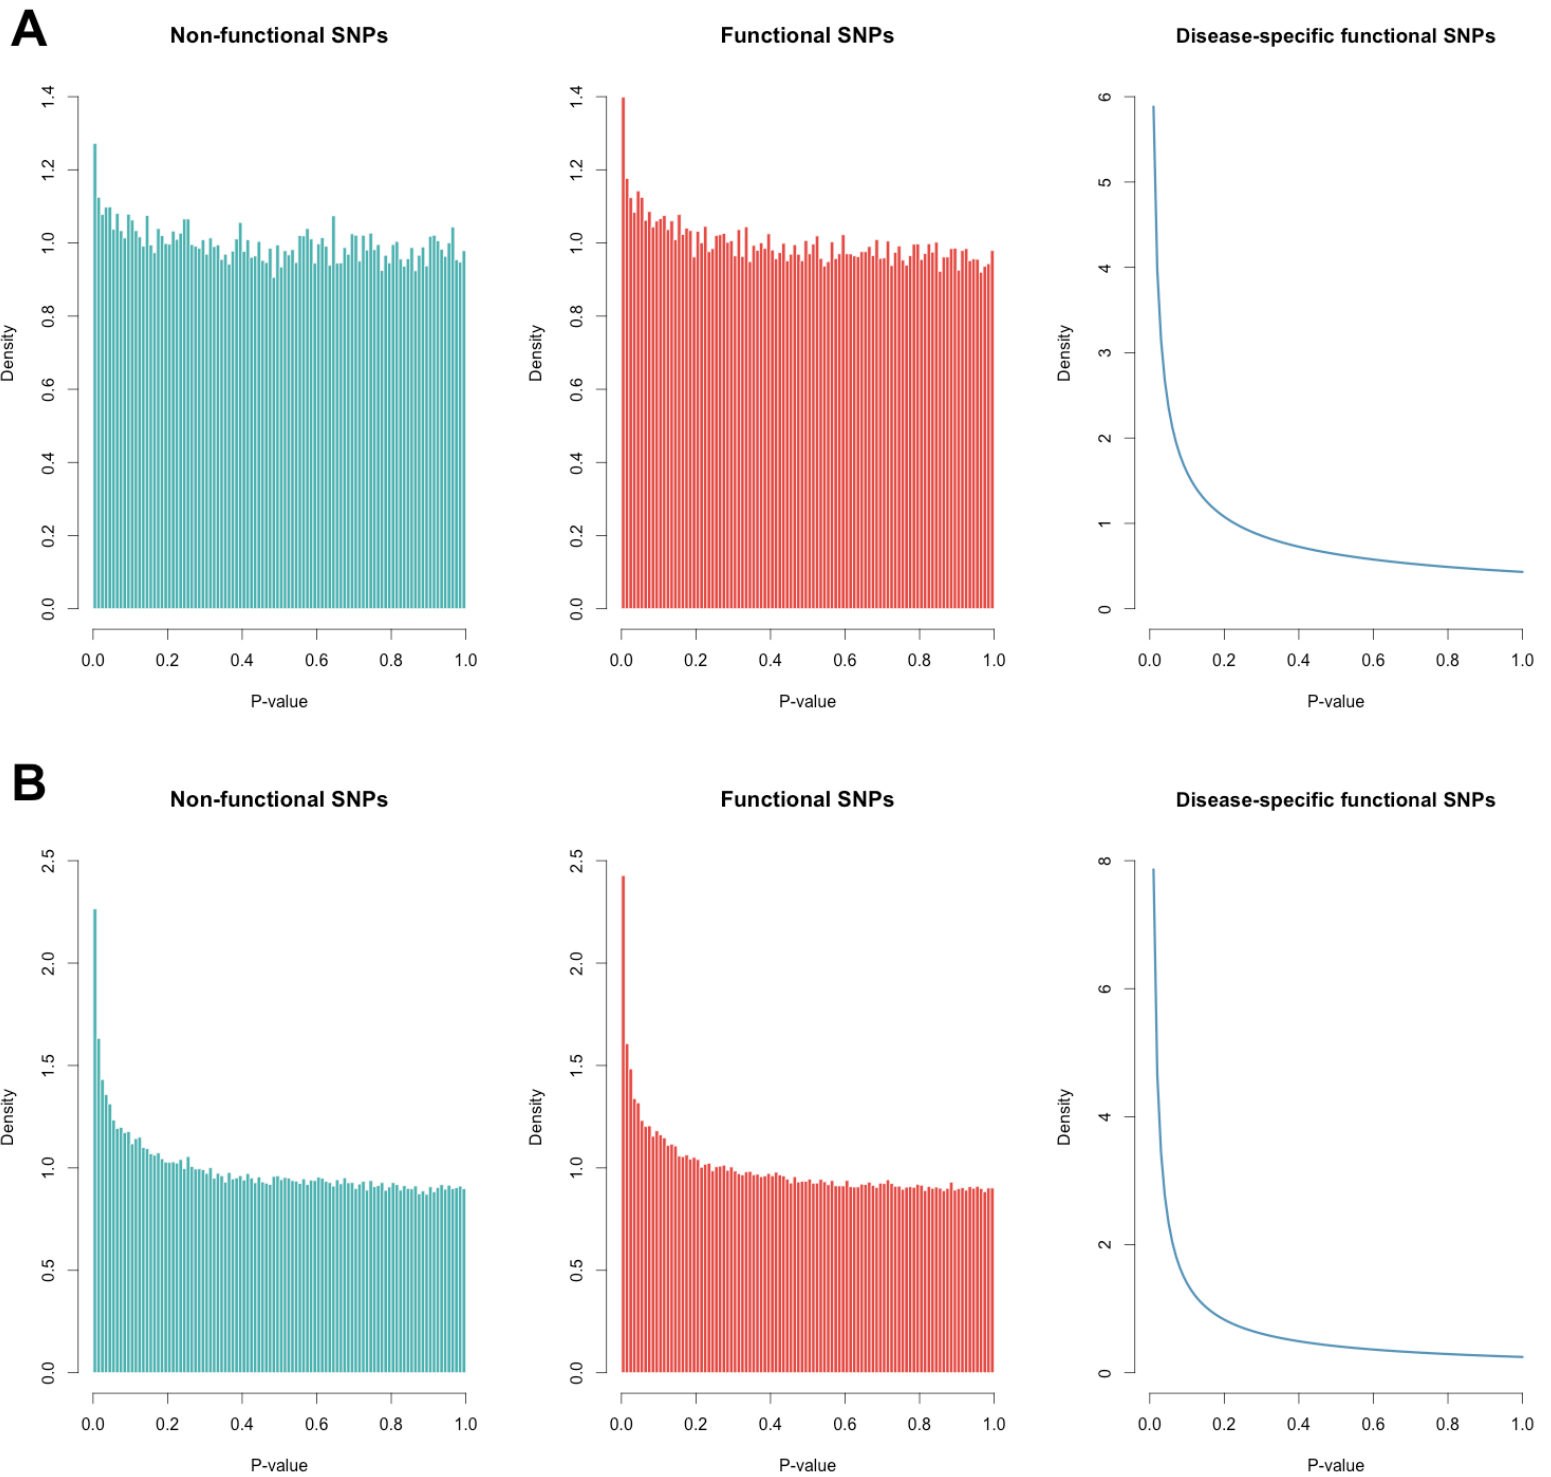 A
Non-functional SNPs
Density
0.0 0.2 0.4 0.6 0.8 1.0 1.2 1.4
0.0 0.2 0.4 0.6 0.8 1.0
P-value
Functional SNPs
Density
0.0 0.2 0.4 0.6 0.8 1.0 1.2 1.4
0.0 0.2 0.4 0.6 0.8 1.0
P-value
Disease-specific functional SNPs
Density
0 1 2 3 4 5 6
0.0 0.2 0.4 0.6 0.8 1.0
P-value
B
Non-functional SNPs
Density
0.0 0.5 1.0 1.5 2.0 2.5
0.0 0.2 0.4 0.6 0.8 1.0
P-value
Functional SNPs
Density
0.0 0.5 1.0 1.5 2.0 2.5
0.0 0.2 0.4 0.6 0.8 1.0
P-value
Disease-specific functional SNPs
Density
0 2 4 6 8
0.0 0.2 0.4 0.6 0.8 1.0
P-value